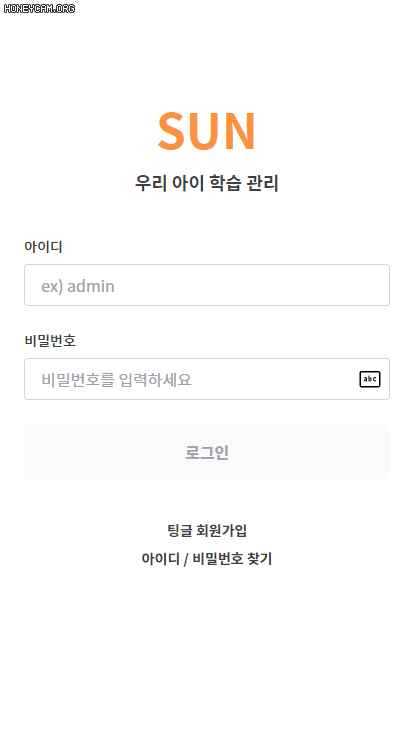 HONEYCAM.ORG
SUN
우리 아이 학습 관리
아이디
ex) admin
비밀번호
비밀번호를 입력하세요
abc
로그인
팅글 회원가입
아이디 / 비밀번호 찾기